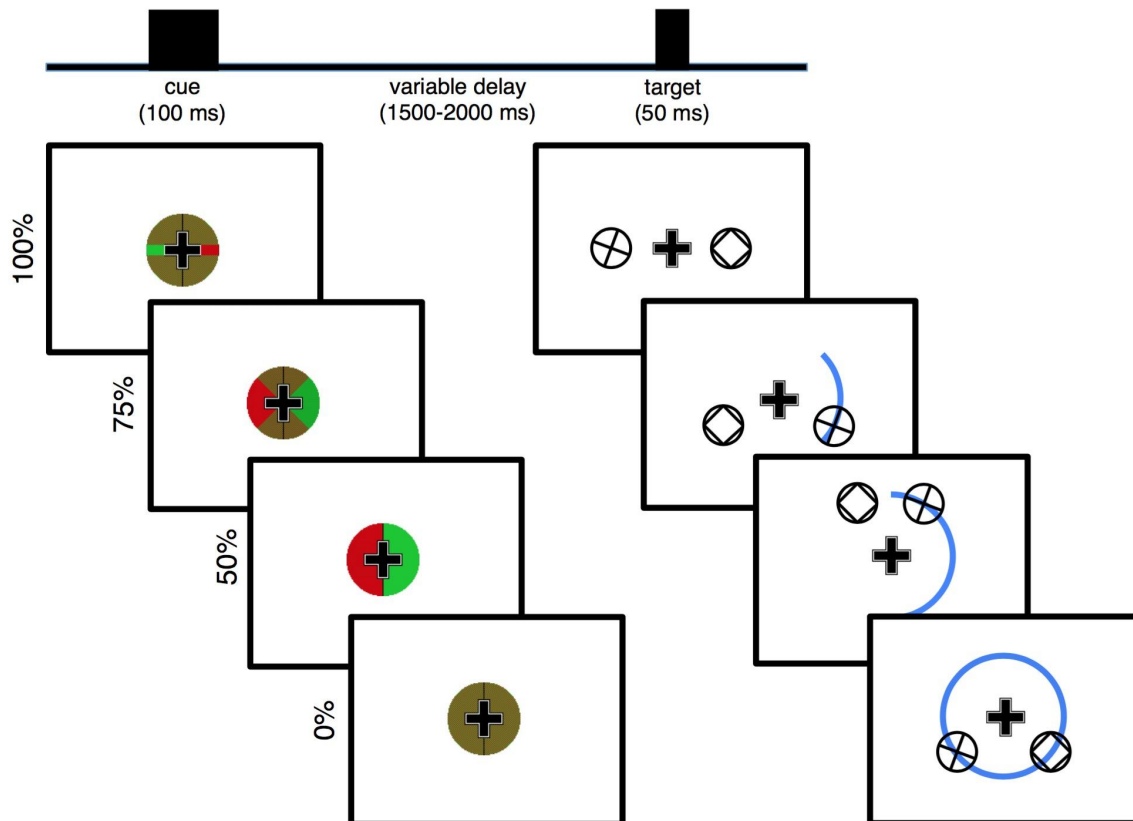 cue
(100 ms)
variable delay
(1500-2000 ms)
target
(50 ms)
100%
75%
50%
0%